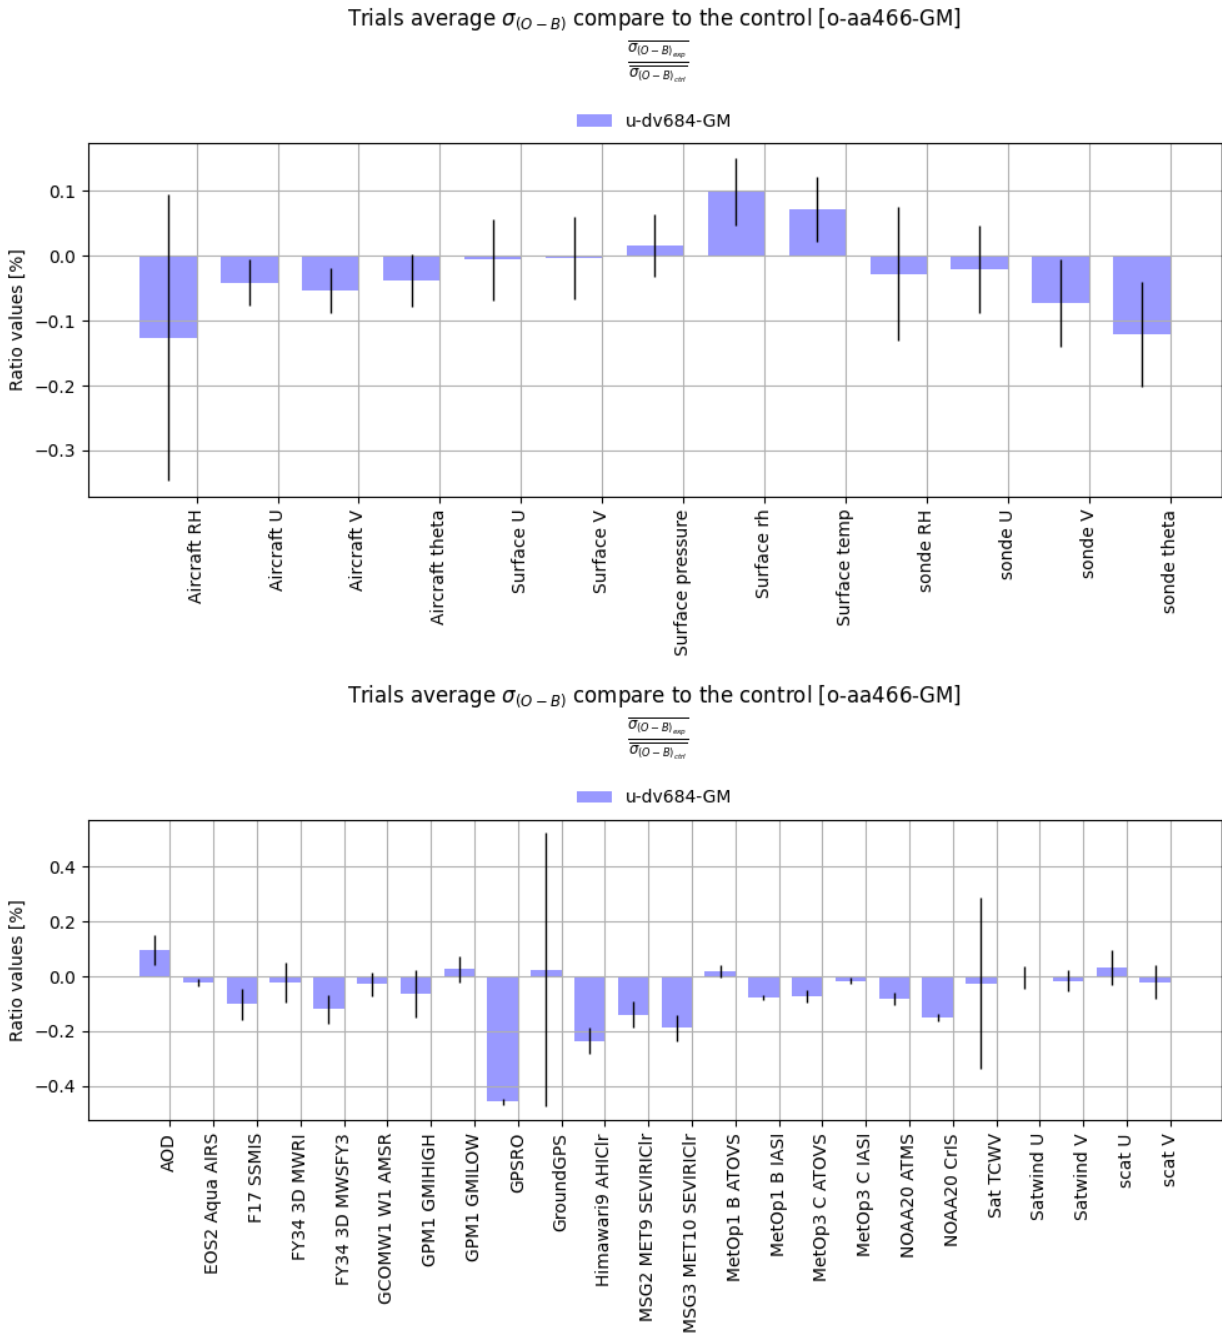 Trials average σ(O − B) compare to the control [o-aa466-GM]
σ(O − B)exp
σ(O − B)ctrl
u-dv684-GM
0.1
0.0
−0.1
−0.2
−0.3
Ratio values [%]
Aircraft RH
Aircraft U
Aircraft V
Aircraft theta
Surface U
Surface V
Surface pressure
Surface rh
Surface temp
sonde RH
sonde U
sonde V
sonde theta
Trials average σ(O − B) compare to the control [o-aa466-GM]
σ(O − B)exp
σ(O − B)ctrl
u-dv684-GM
0.4
0.2
0.0
−0.2
−0.4
Ratio values [%]
AOD
EOS2 Aqua AIRS
F17 SSMIS
FY34 3D MWRI
FY34 3D MWSFY3
GCOMW1 W1 AMSR
GPM1 GMIHIGH
GPM1 GMILOW
GPSRO
GroundGPS
Himawari9 AHIClr
MSG2 MET9 SEVIRIClr
MSG3 MET10 SEVIRIClr
MetOp1 B ATOVS
MetOp1 B IASI
MetOp3 C ATOVS
MetOp3 C IASI
NOAA20 ATMS
NOAA20 CrIS
Sat TCWV
Satwind U
Satwind V
scat U
scat V